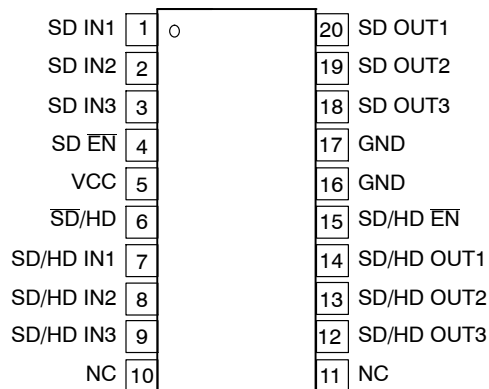 SD IN1 1 20 SD OUT1
SD IN2 2 19 SD OUT2
SD IN3 3 18 SD OUT3
SD E̅N̅ 4 17 GND
VCC 5 16 GND
S̅D̅/HD 6 15 SD/HD E̅N̅
SD/HD IN1 7 14 SD/HD OUT1
SD/HD IN2 8 13 SD/HD OUT2
SD/HD IN3 9 12 SD/HD OUT3
NC 10 11 NC